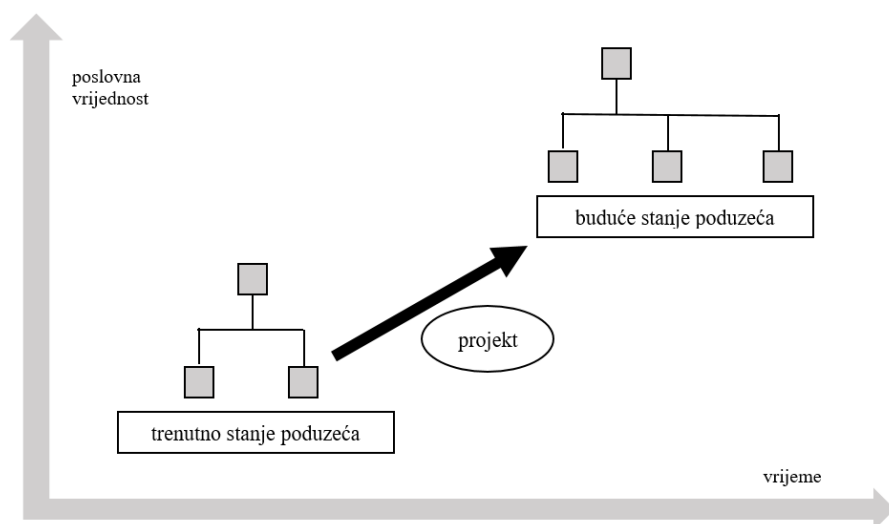 poslovna
vrijednost
buduće stanje poduzeća
projekt
trenutno stanje poduzeća
vrijeme